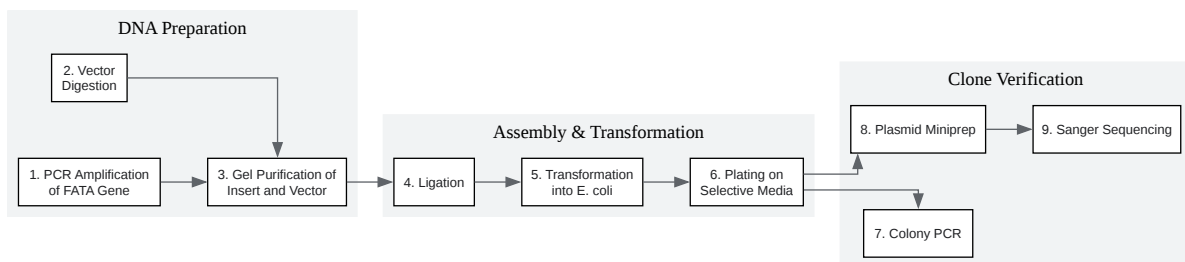 DNA Preparation
2. Vector
Digestion
1. PCR Amplification
of FATA Gene
3. Gel Purification of
Insert and Vector
Assembly & Transformation
4. Ligation
5. Transformation
into E. coli
6. Plating on
Selective Media
Clone Verification
8. Plasmid Miniprep
9. Sanger Sequencing
7. Colony PCR